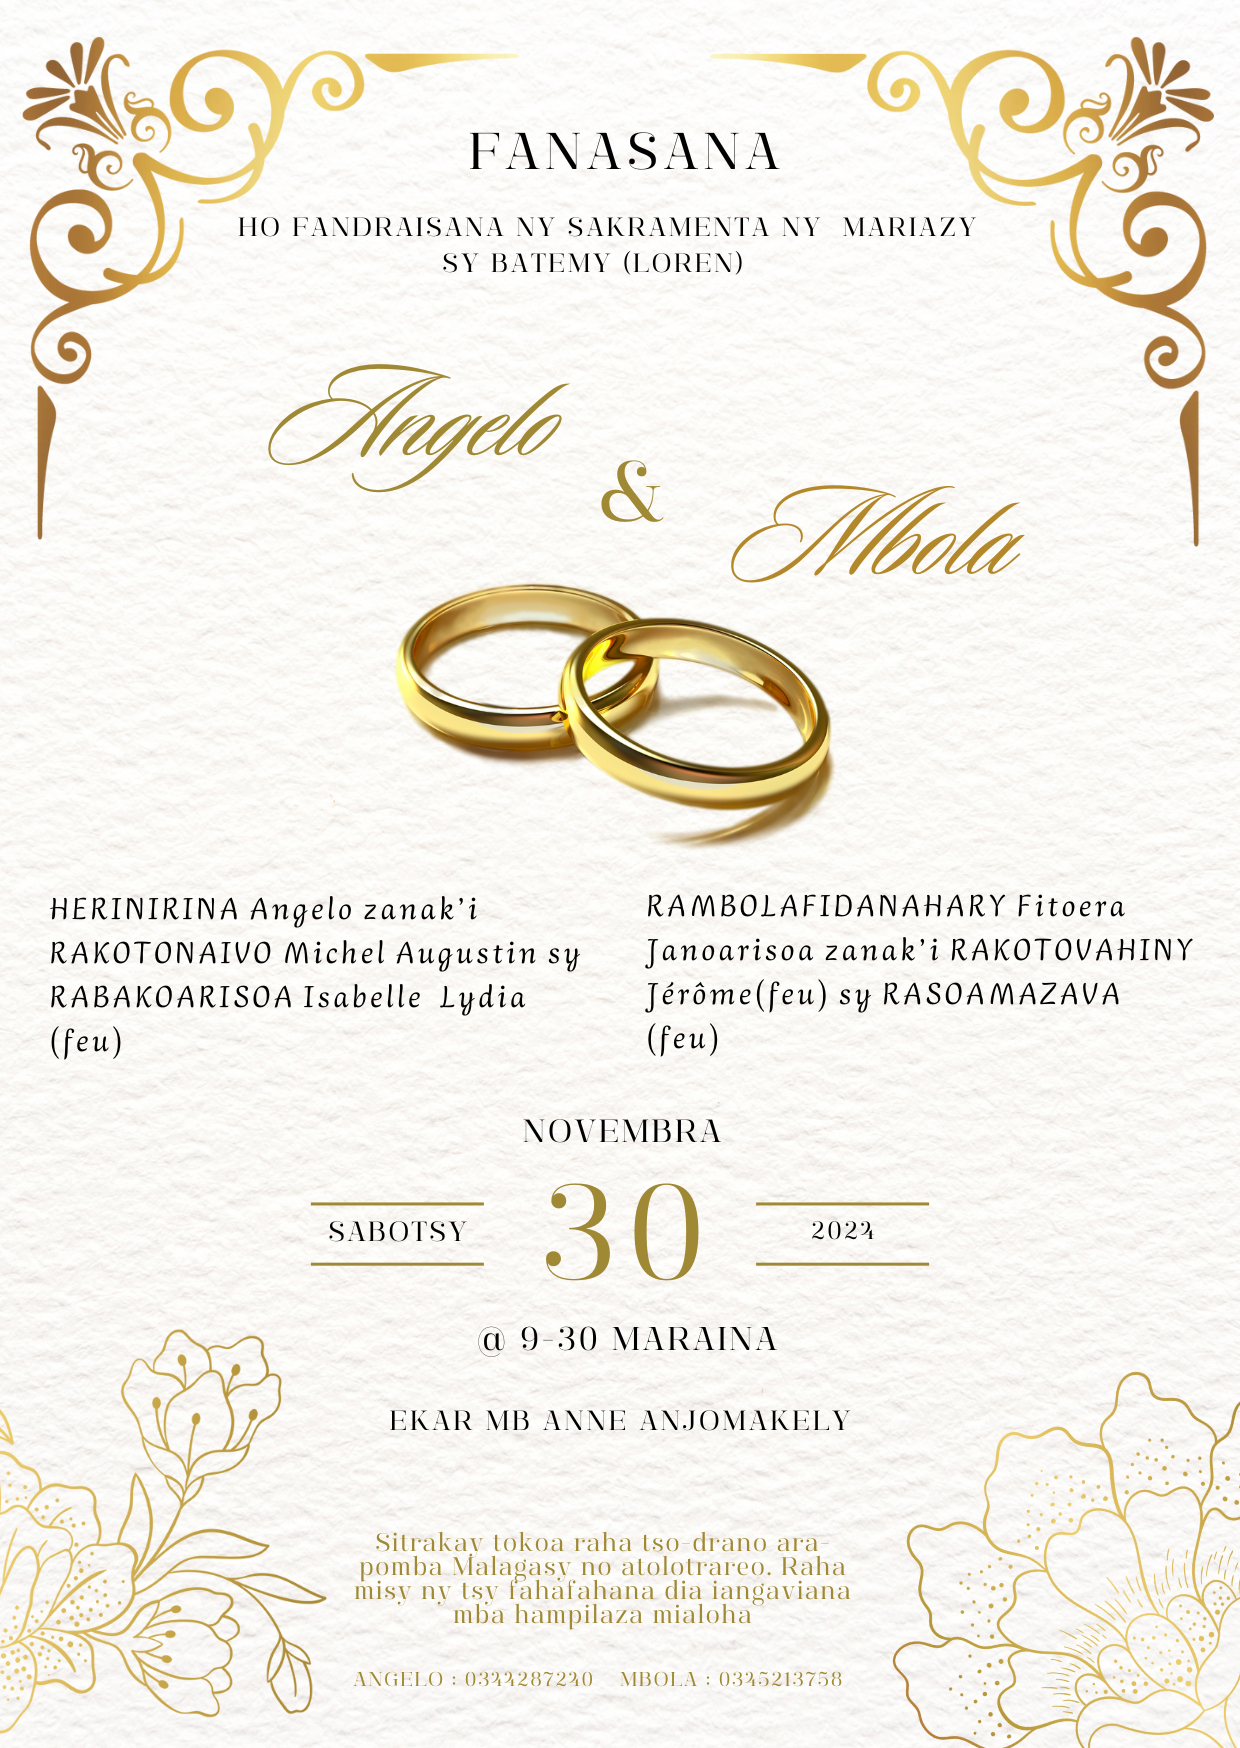 FANASANA
HO FANDRAISANA NY SAKRAMENTA NY MARIAZY
SY BATEMY (LOREN)
Angelo
&
Mbola
HERINIRINA Angelo zanak'i
RAKOTONAIVO Michel Augustin sy
RABAKOARISOA Isabelle Lydia
(feu)
RAMBOLAFIDANAHARY Fitoera
Janoarisoa zanak'i RAKOTOVAHINY
Jérôme(feu) sy RASOAMAZAVA
(feu)
NOVEMBRA
SABOTSY
30
2024
@ 9-30 MARAINA
EKAR MB ANNE ANJOMAKELY
Sitrakay tokoa raha tso-drano ara-
pomba Malagasy no atolotrareo. Raha
misy ny tsy fahafahana dia iangaviana
mba hampilaza mialoha
ANGELO : 0344287240 MBOLA : 0345213758